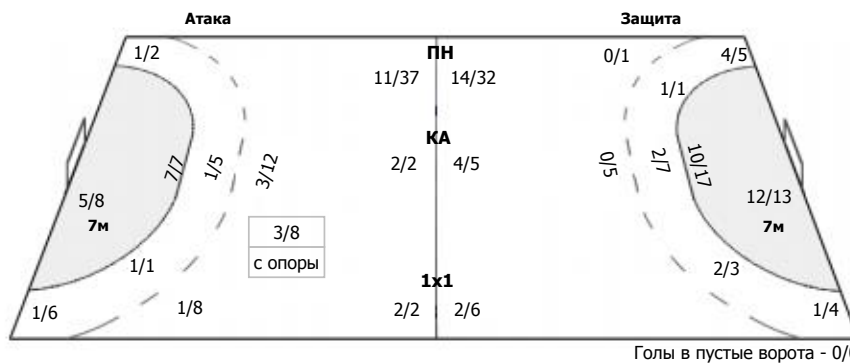 Атака Защита
1/2 ПН 0/1 4/5
11/37 14/32
1/1
КА
7/7 1/5 3/12 2/2 4/5 0/5 2/7 10/17
5/8 12/13
7м 7м
3/8
с опоры
1/1 2/3
1х1
1/6 1/8 2/2 2/6 1/4
Голы в пустые ворота - 0/